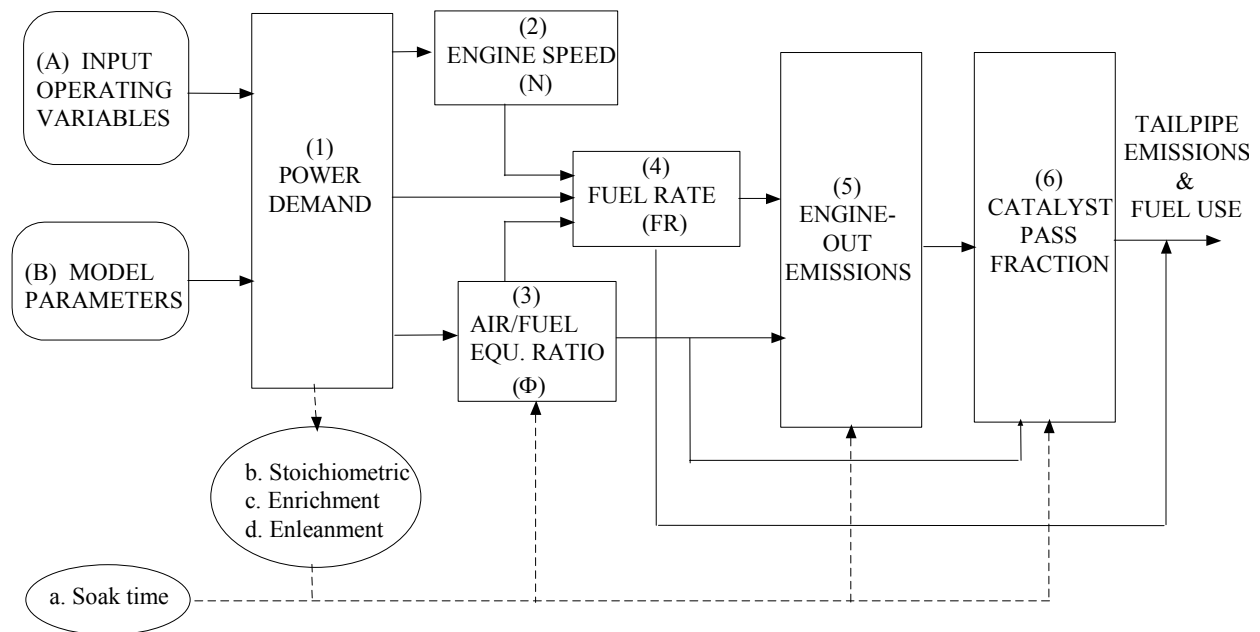 (A) INPUT
OPERATING
VARIABLES
(B) MODEL
PARAMETERS
(1)
POWER
DEMAND
(2)
ENGINE SPEED
(N)
(4)
FUEL RATE
(FR)
(3)
AIR/FUEL
EQU. RATIO
(Φ)
(5)
ENGINE-
OUT
EMISSIONS
(6)
CATALYST
PASS
FRACTION
TAILPIPE
EMISSIONS
&
FUEL USE
b. Stoichiometric
c. Enrichment
d. Enleanment
a. Soak time